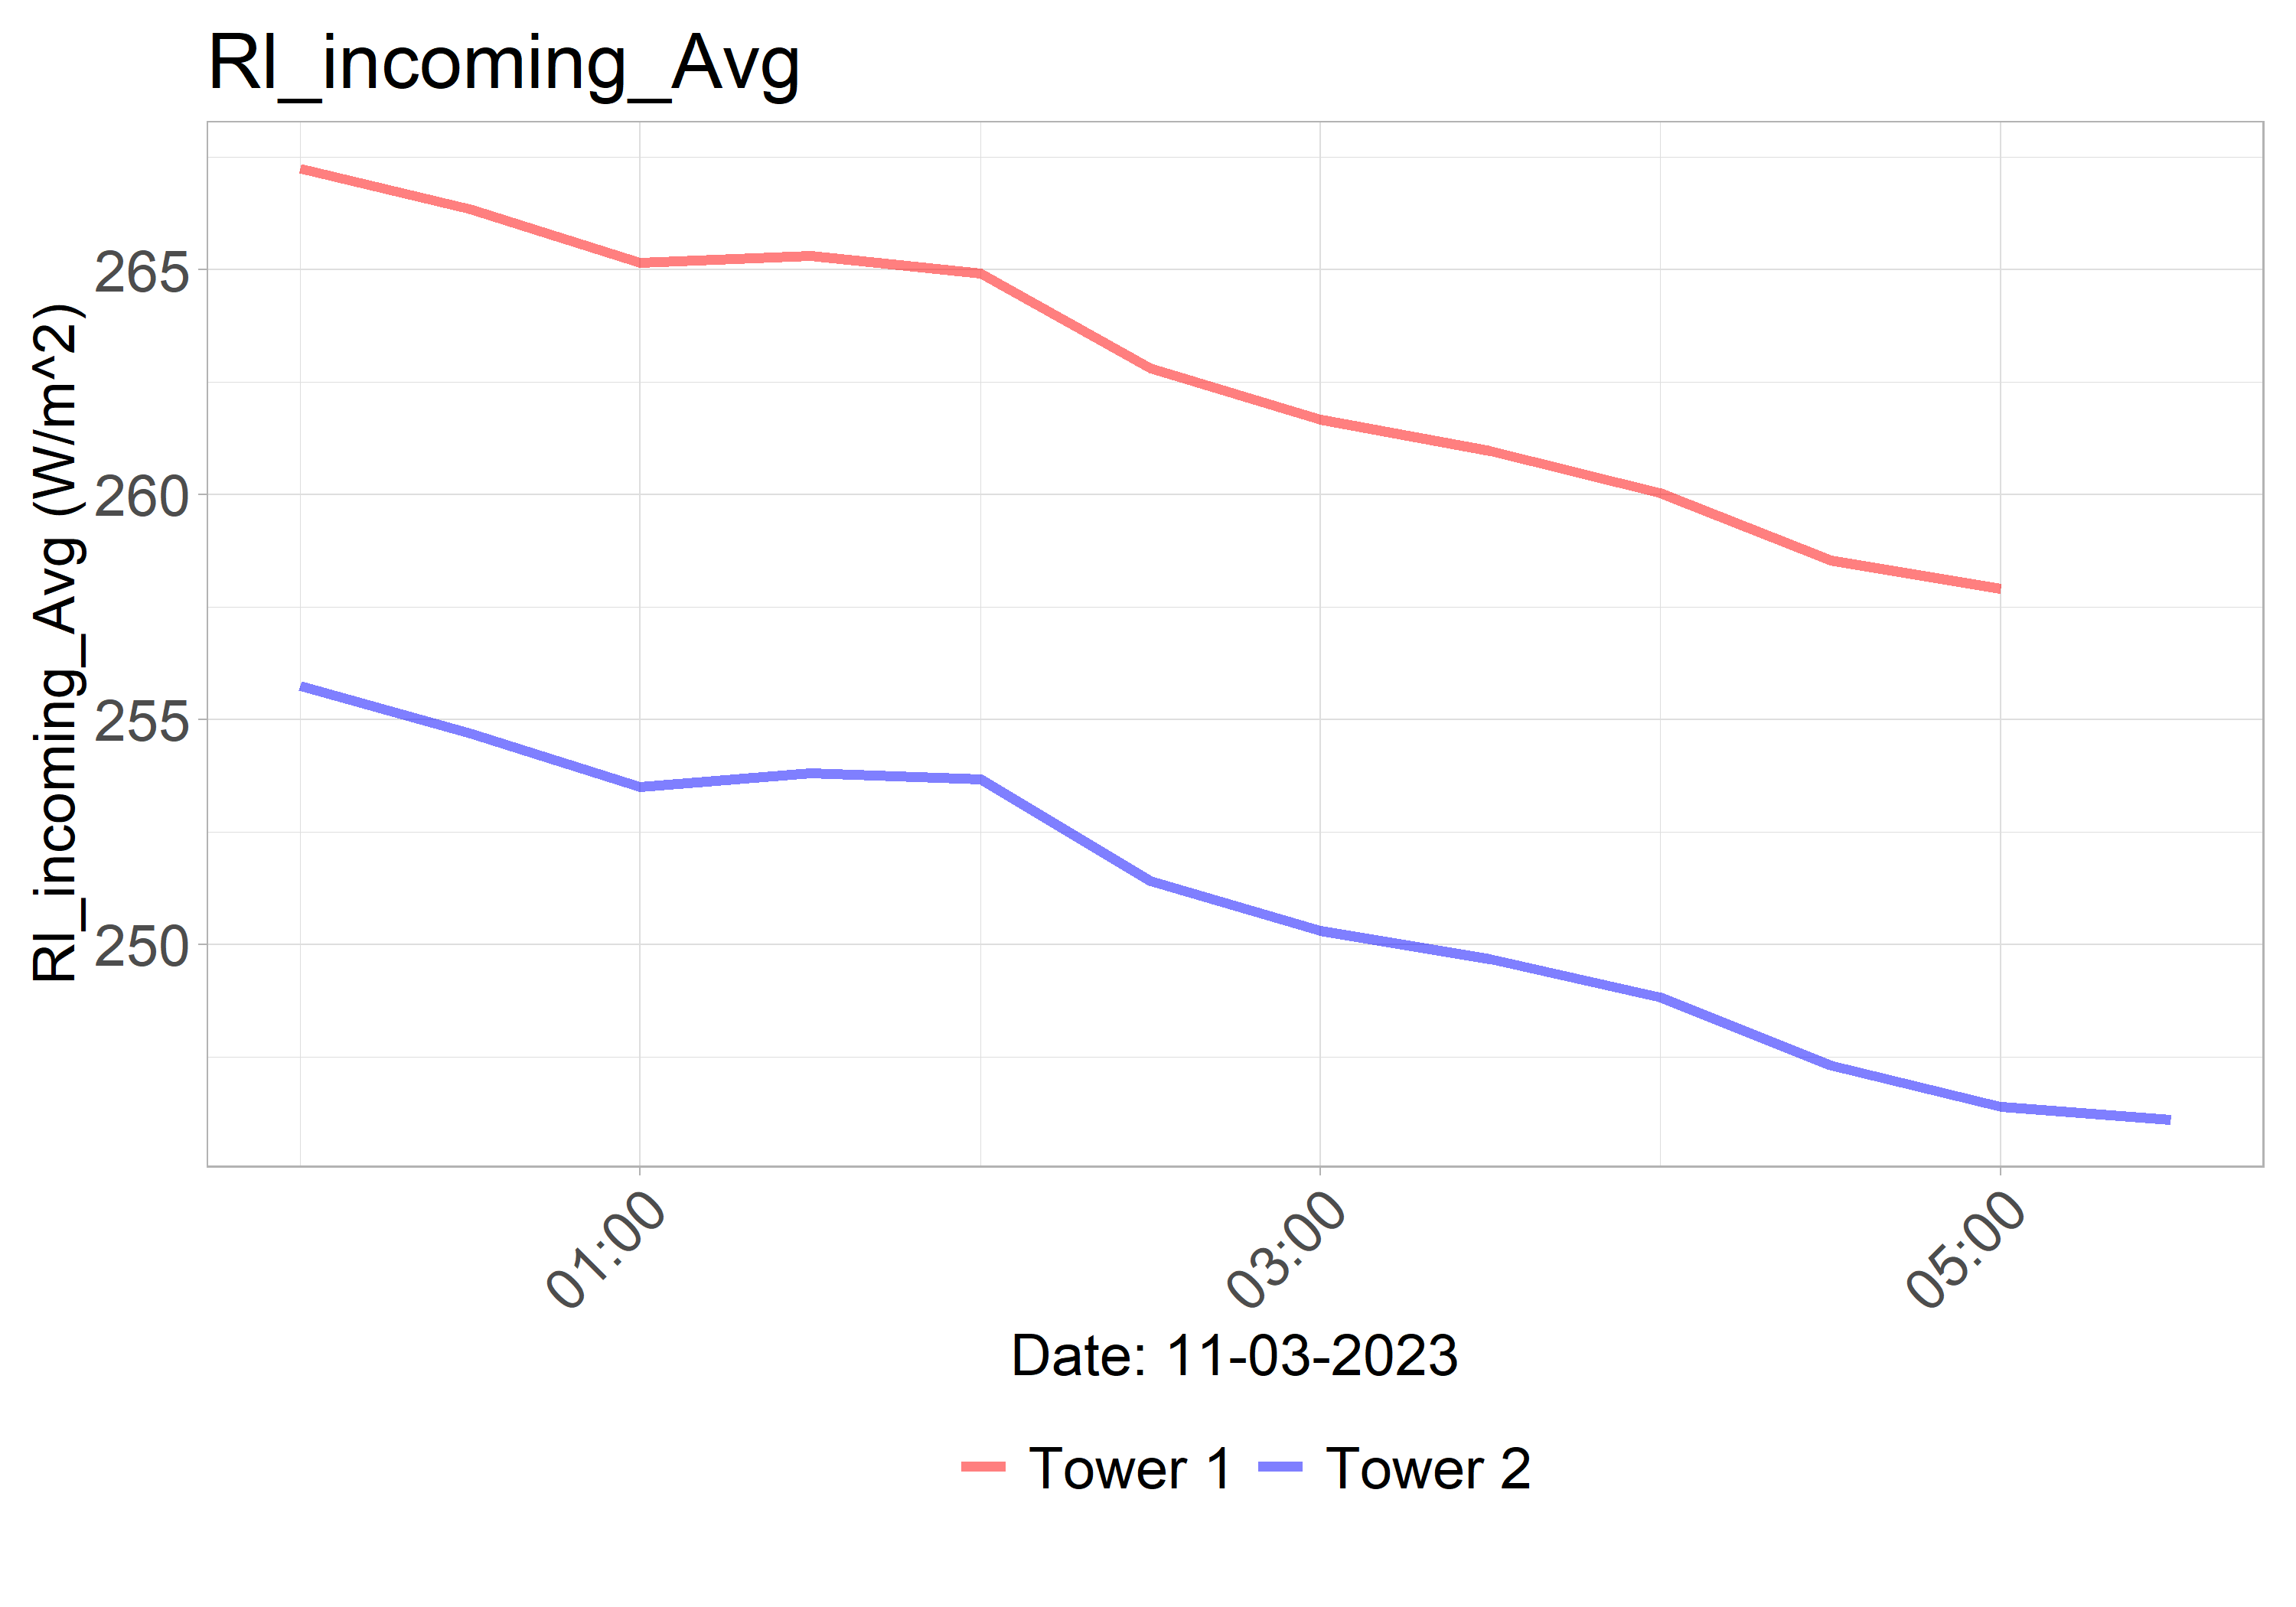 Rl_incoming_Avg
Rl_incoming_Avg (W/m^2)
265
260
255
250
01:00
03:00
05:00
Date: 11-03-2023
Tower 1
Tower 2